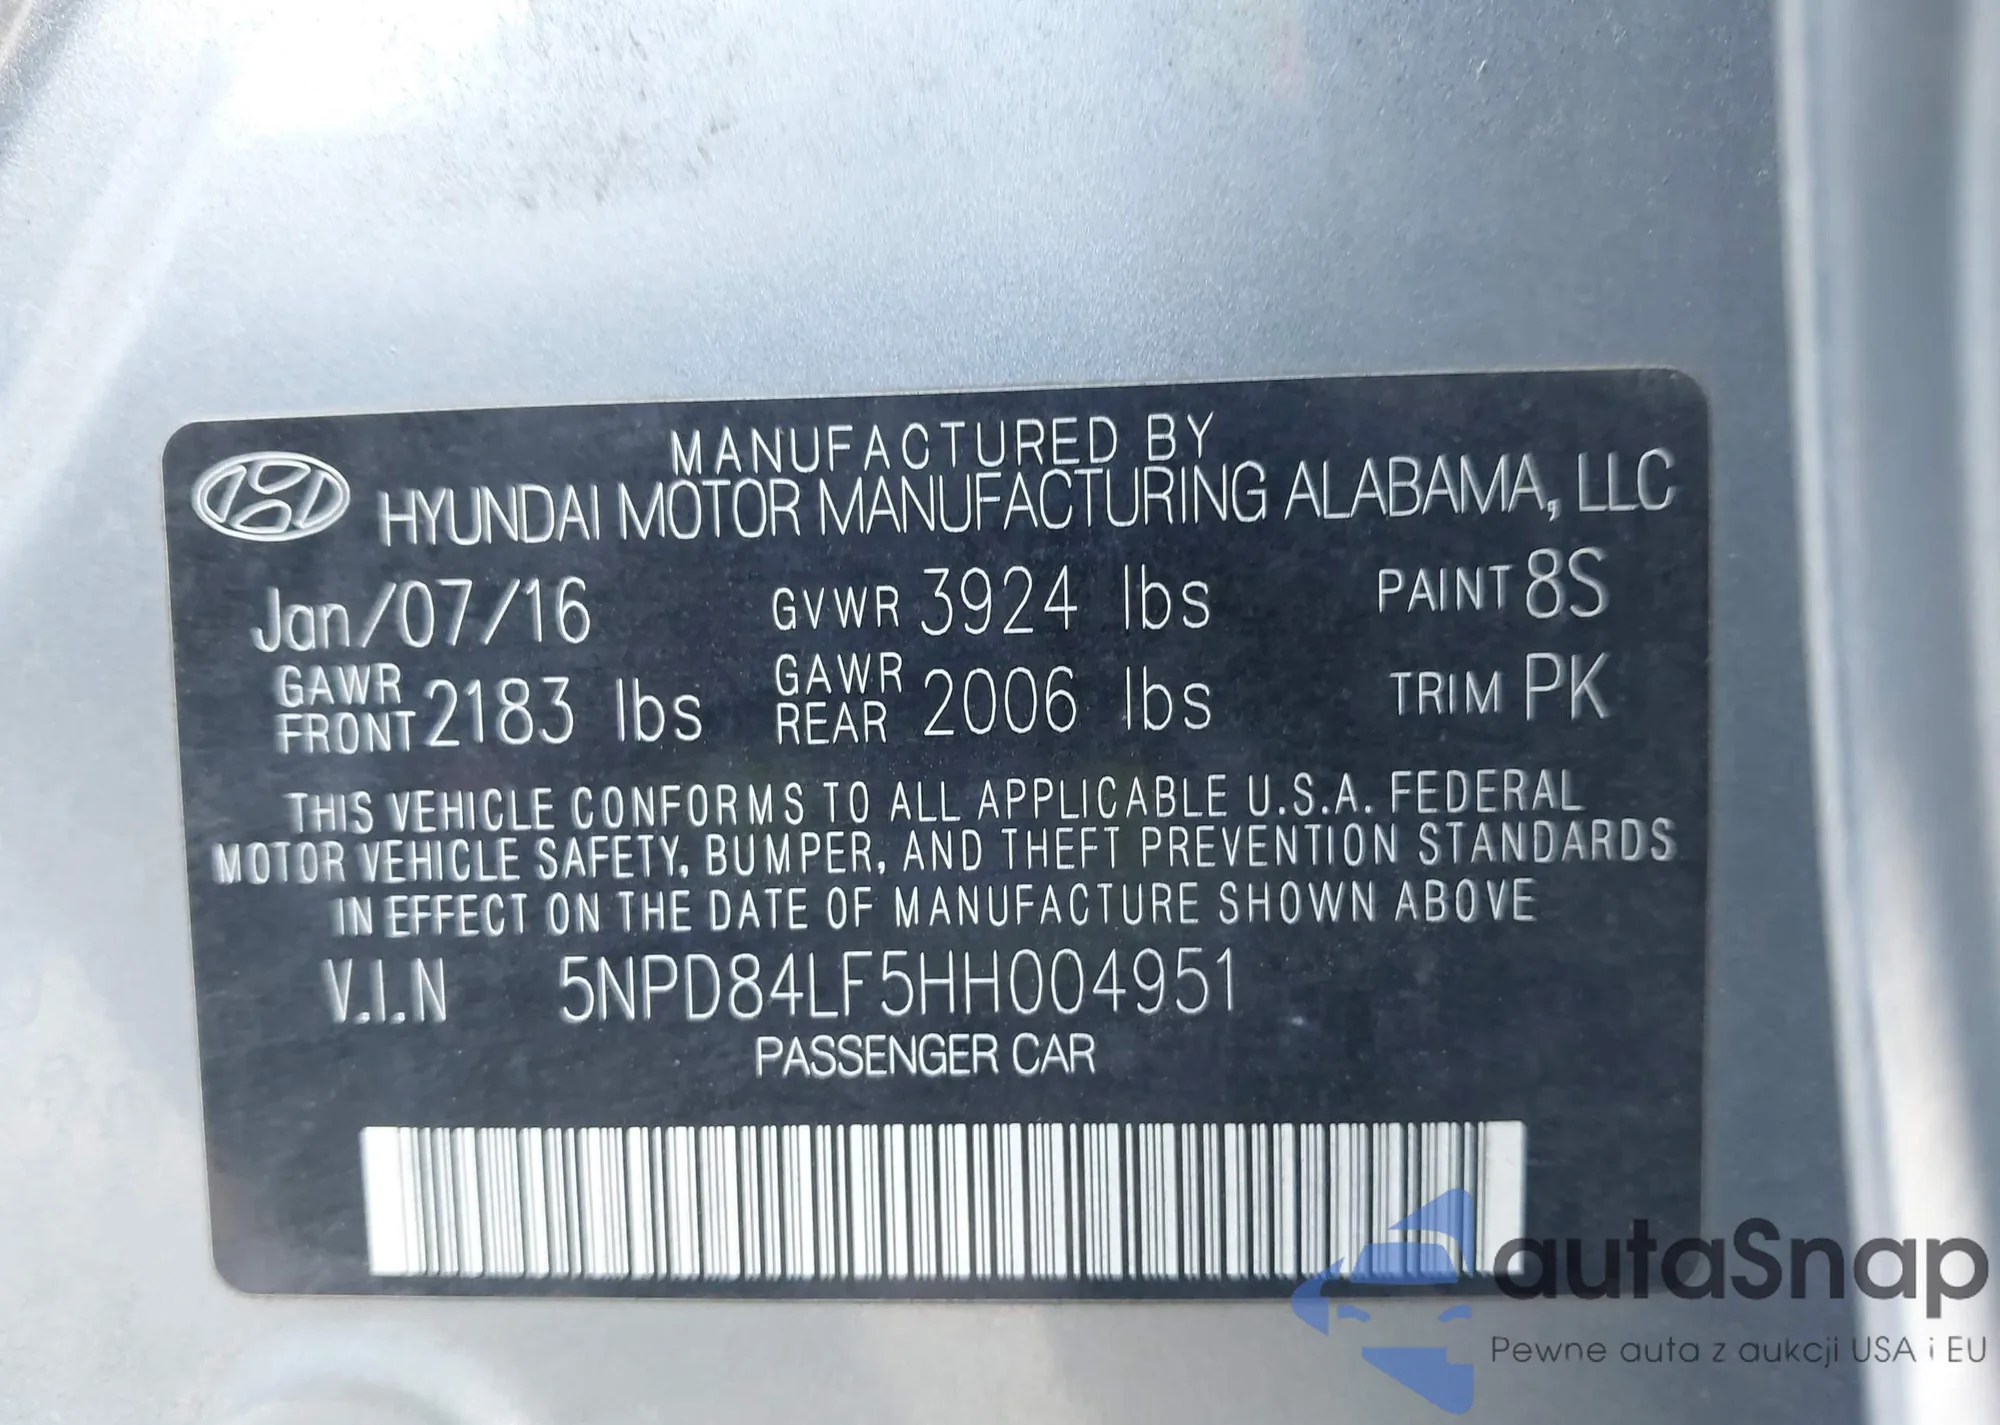 MANUFACTURED BY
HYUNDAI MOTOR MANUFACTURING ALABAMA, LLC
Jan/07/16 GVWR 3924 lbs PAINT 8S
GAWR FRONT 2183 lbs GAWR REAR 2006 lbs TRIM PK
THIS VEHICLE CONFORMS TO ALL APPLICABLE U.S.A. FEDERAL
MOTOR VEHICLE SAFETY, BUMPER, AND THEFT PREVENTION STANDARDS
IN EFFECT ON THE DATE OF MANUFACTURE SHOWN ABOVE
V.I.N 5NPD84LF5HH004951
PASSENGER CAR
autoSnap
Pewne auta z aukcji USA i EU